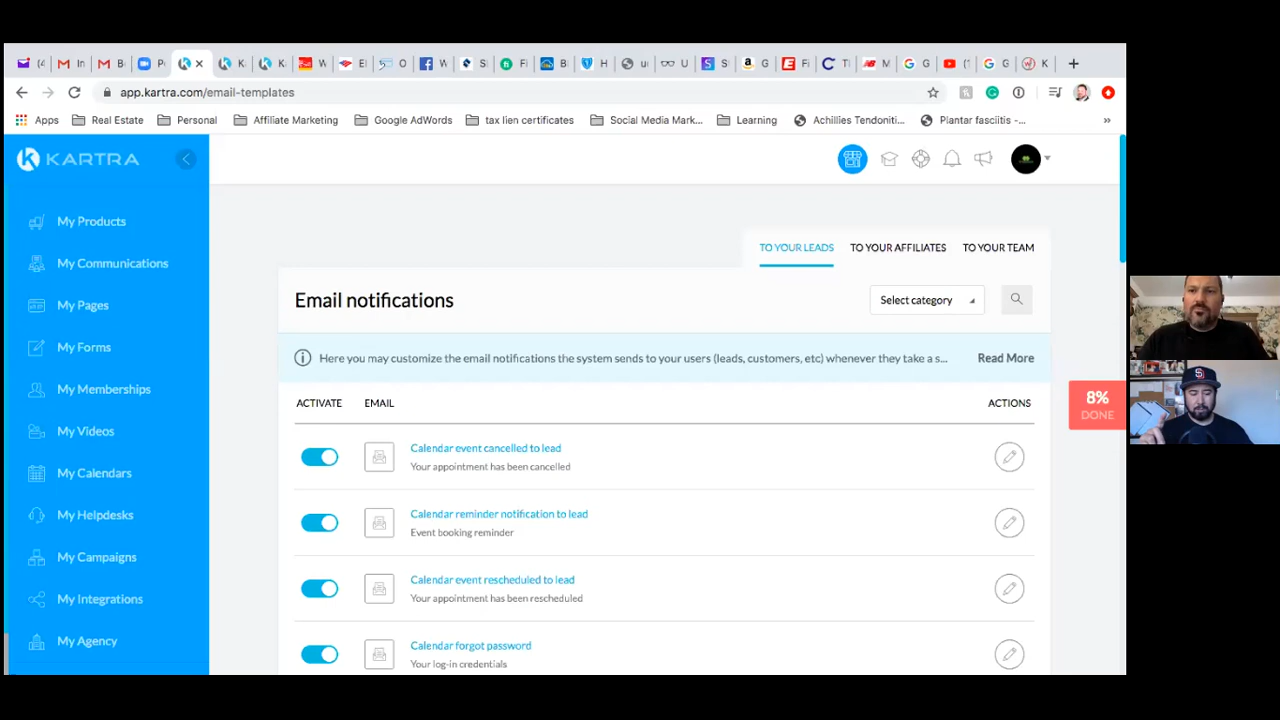 (4
In
B
P
K
K
W
El
O
W
S
Fi
B
H
u
U
S
G
Fi
T
M
G
(1
G
K
app.kartra.com/email-templates
Apps Real Estate Personal Affiliate Marketing Google AdWords tax lien certificates Social Media Mark... Learning Achillies Tendoniti... Plantar fasciitis -... »
KARTRA
My Products
My Communications
My Pages
My Forms
My Memberships
My Videos
My Calendars
My Helpdesks
My Campaigns
My Integrations
My Agency
TO YOUR LEADS TO YOUR AFFILIATES TO YOUR TEAM
Email notifications
Select category
Here you may customize the email notifications the system sends to your users (leads, customers, etc) whenever they take a s... Read More
ACTIVATE EMAIL ACTIONS
Calendar event cancelled to lead
Your appointment has been cancelled
Calendar reminder notification to lead
Event booking reminder
Calendar event rescheduled to lead
Your appointment has been rescheduled
Calendar forgot password
Your log-in credentials
8%
DONE